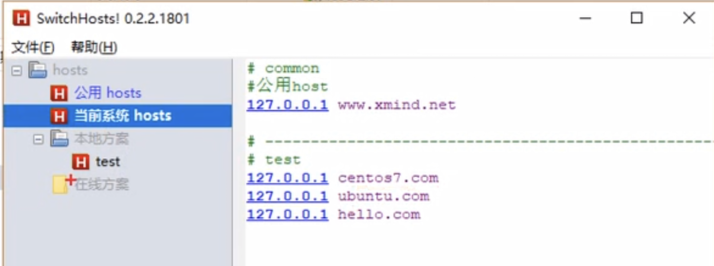 SwitchHosts! 0.2.2.1801
文件(F) 帮助(H)
hosts
公用 hosts
当前系统 hosts
本地方案
test
在线方案
# common
#公用host
127.0.0.1 www.xmind.net
# --------------------------------------------------
# test
127.0.0.1 centos7.com
127.0.0.1 ubuntu.com
127.0.0.1 hello.com